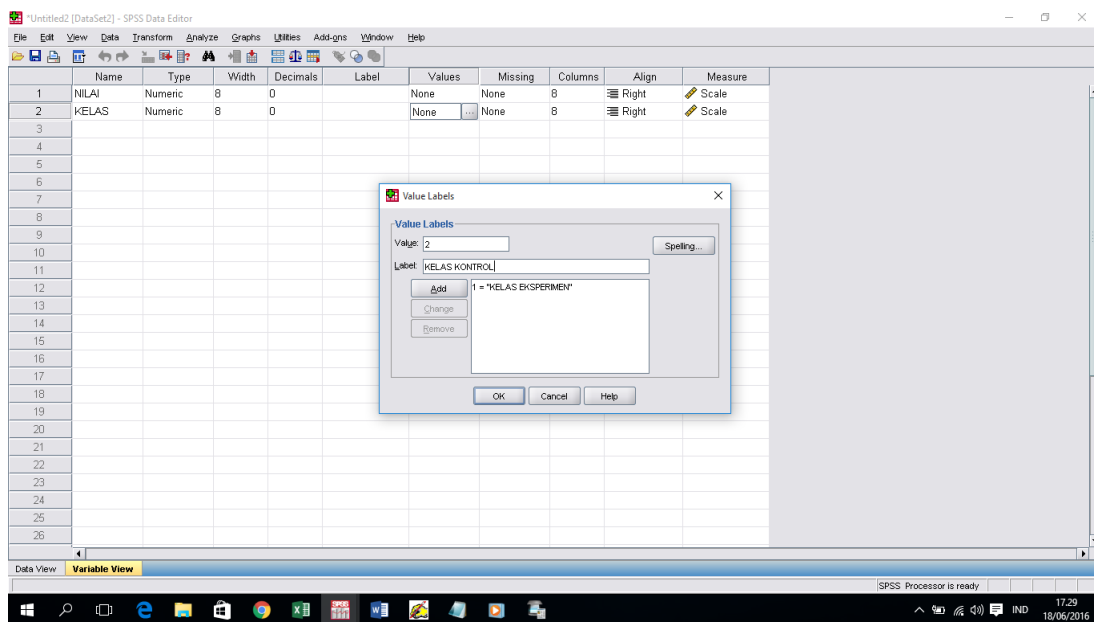 *Untitled2 [DataSet2] - SPSS Data Editor
File Edit View Data Transform Analyze Graphs Utilities Add-ons Window Help
Name Type Width Decimals Label Values Missing Columns Align Measure
1 NILAI Numeric 8 0 None None 8 Right Scale
2 KELAS Numeric 8 0 None ... None 8 Right Scale
3
4
5
6
7
8
9
10
11
12
13
14
15
16
17
18
19
20
21
22
23
24
25
26
Value Labels
Value Labels
Value: 2
Spelling...
Label: KELAS KONTROL
Add
1 = "KELAS EKSPERIMEN"
Change
Remove
OK Cancel Help
Data View Variable View
SPSS Processor is ready
IND
17.29
18/06/2016